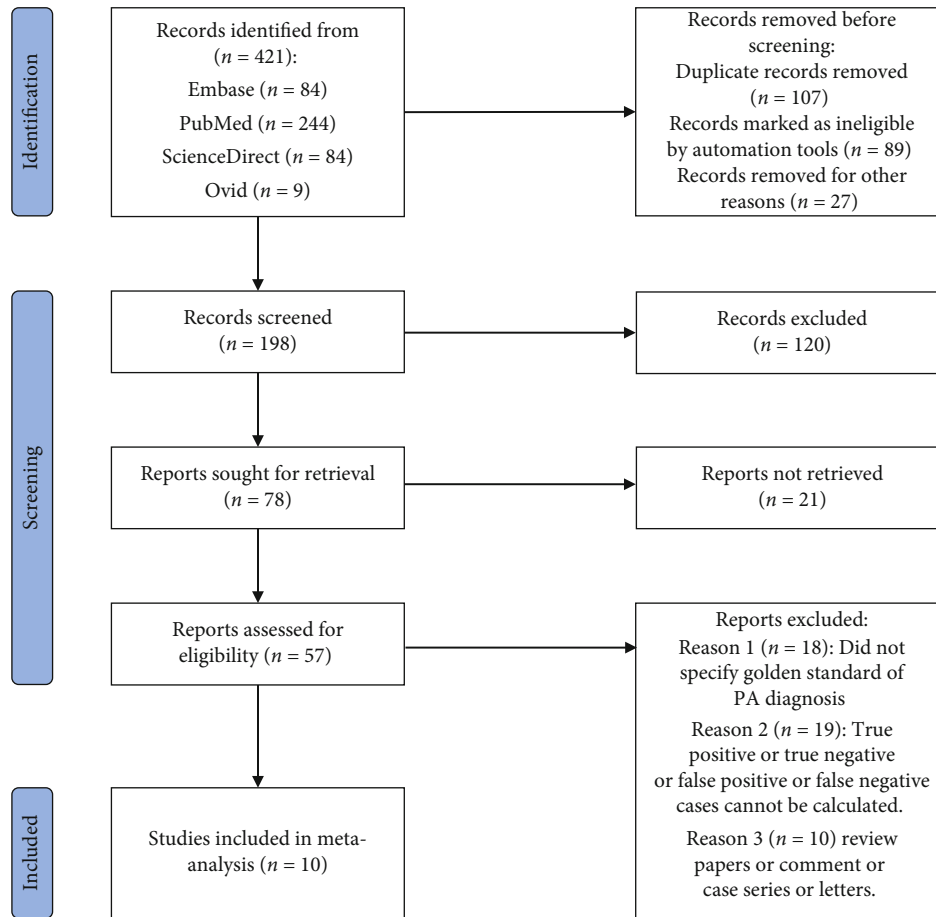 Identification
Records identified from
(n = 421):
Embase (n = 84)
PubMed (n = 244)
ScienceDirect (n = 84)
Ovid (n = 9)
Records removed before
screening:
Duplicate records removed
(n = 107)
Records marked as ineligible
by automation tools (n = 89)
Records removed for other
reasons (n = 27)
Screening
Records screened
(n = 198)
Records excluded
(n = 120)
Reports sought for retrieval
(n = 78)
Reports not retrieved
(n = 21)
Reports assessed for
eligibility (n = 57)
Reports excluded:
Reason 1 (n = 18): Did not
specify golden standard of
PA diagnosis
Reason 2 (n = 19): True
positive or true negative
or false positive or false negative
cases cannot be calculated.
Reason 3 (n = 10) review
papers or comment or
case series or letters.
Included
Studies included in meta-
analysis (n = 10)